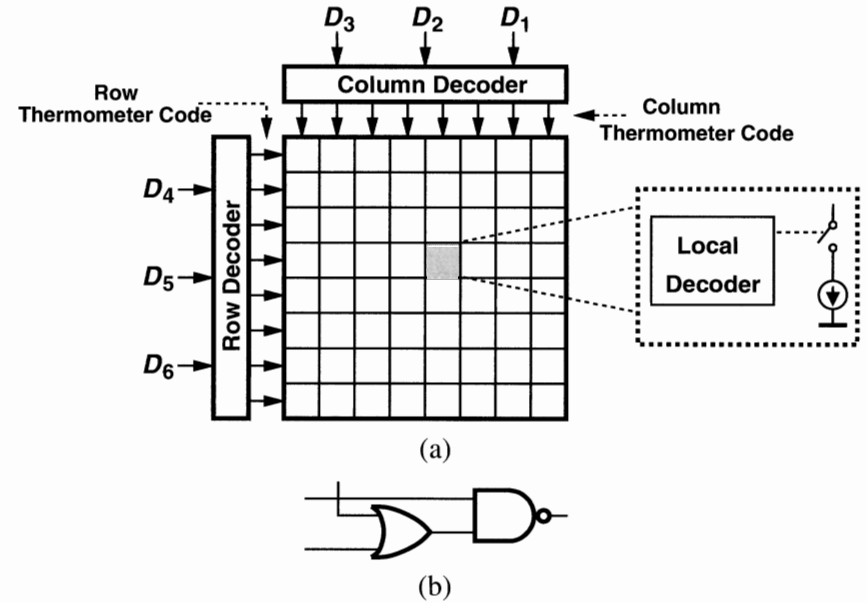 D3 D2 D1
Column Decoder
Row
Thermometer Code
Column
Thermometer Code
D4
D5
D6
Row Decoder
Local
Decoder
(a)
(b)